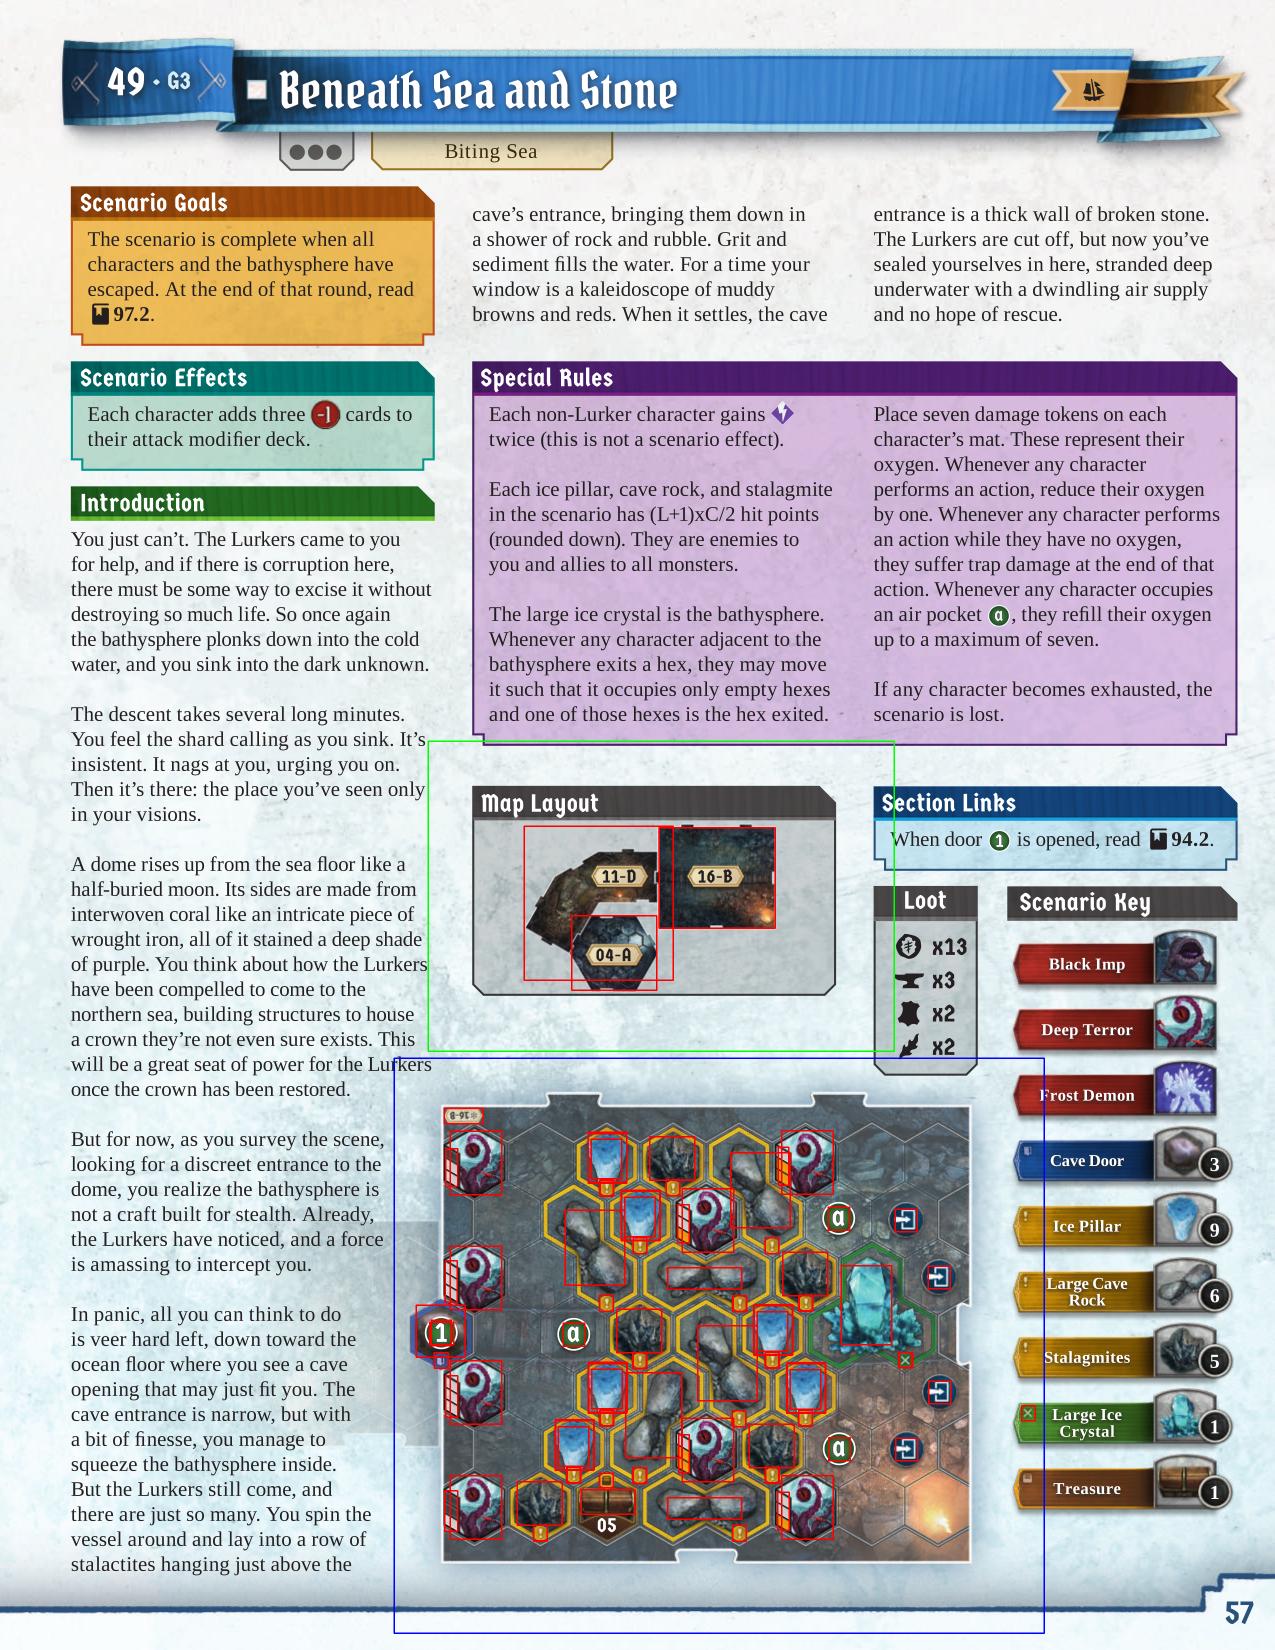 49 · G3
Beneath Sea and Stone
Biting Sea
Scenario Goals
The scenario is complete when all
characters and the bathysphere have
escaped. At the end of that round, read
97.2.
Scenario Effects
Each character adds three -1 cards to
their attack modifier deck.
Introduction
You just can't. The Lurkers came to you
for help, and if there is corruption here,
there must be some way to excise it without
destroying so much life. So once again
the bathysphere plonks down into the cold
water, and you sink into the dark unknown.
The descent takes several long minutes.
You feel the shard calling as you sink. It's
insistent. It nags at you, urging you on.
Then it's there: the place you've seen only
in your visions.
A dome rises up from the sea floor like a
half-buried moon. Its sides are made from
interwoven coral like an intricate piece of
wrought iron, all of it stained a deep shade
of purple. You think about how the Lurkers
have been compelled to come to the
northern sea, building structures to house
a crown they're not even sure exists. This
will be a great seat of power for the Lurkers
once the crown has been restored.
But for now, as you survey the scene,
looking for a discreet entrance to the
dome, you realize the bathysphere is
not a craft built for stealth. Already,
the Lurkers have noticed, and a force
is amassing to intercept you.
In panic, all you can think to do
is veer hard left, down toward the
ocean floor where you see a cave
opening that may just fit you. The
cave entrance is narrow, but with
a bit of finesse, you manage to
squeeze the bathysphere inside.
But the Lurkers still come, and
there are just so many. You spin the
vessel around and lay into a row of
stalactites hanging just above the
cave's entrance, bringing them down in
a shower of rock and rubble. Grit and
sediment fills the water. For a time your
window is a kaleidoscope of muddy
browns and reds. When it settles, the cave
entrance is a thick wall of broken stone.
The Lurkers are cut off, but now you've
sealed yourselves in here, stranded deep
underwater with a dwindling air supply
and no hope of rescue.
Special Rules
Each non-Lurker character gains
twice (this is not a scenario effect).
Each ice pillar, cave rock, and stalagmite
in the scenario has (L+1)xC/2 hit points
(rounded down). They are enemies to
you and allies to all monsters.
The large ice crystal is the bathysphere.
Whenever any character adjacent to the
bathysphere exits a hex, they may move
it such that it occupies only empty hexes
and one of those hexes is the hex exited.
Place seven damage tokens on each
character's mat. These represent their
oxygen. Whenever any character
performs an action, reduce their oxygen
by one. Whenever any character performs
an action while they have no oxygen,
they suffer trap damage at the end of that
action. Whenever any character occupies
an air pocket a, they refill their oxygen
up to a maximum of seven.
If any character becomes exhausted, the
scenario is lost.
Map Layout
11-D
16-B
04-A
Section Links
When door 1 is opened, read 94.2.
Loot
x13
x3
x2
x2
Scenario Key
Black Imp
Deep Terror
Frost Demon
Cave Door
3
Ice Pillar
9
Large Cave
Rock
6
Stalagmites
5
Large Ice
Crystal
1
Treasure
1
16-B
a
1
a
a
05
57